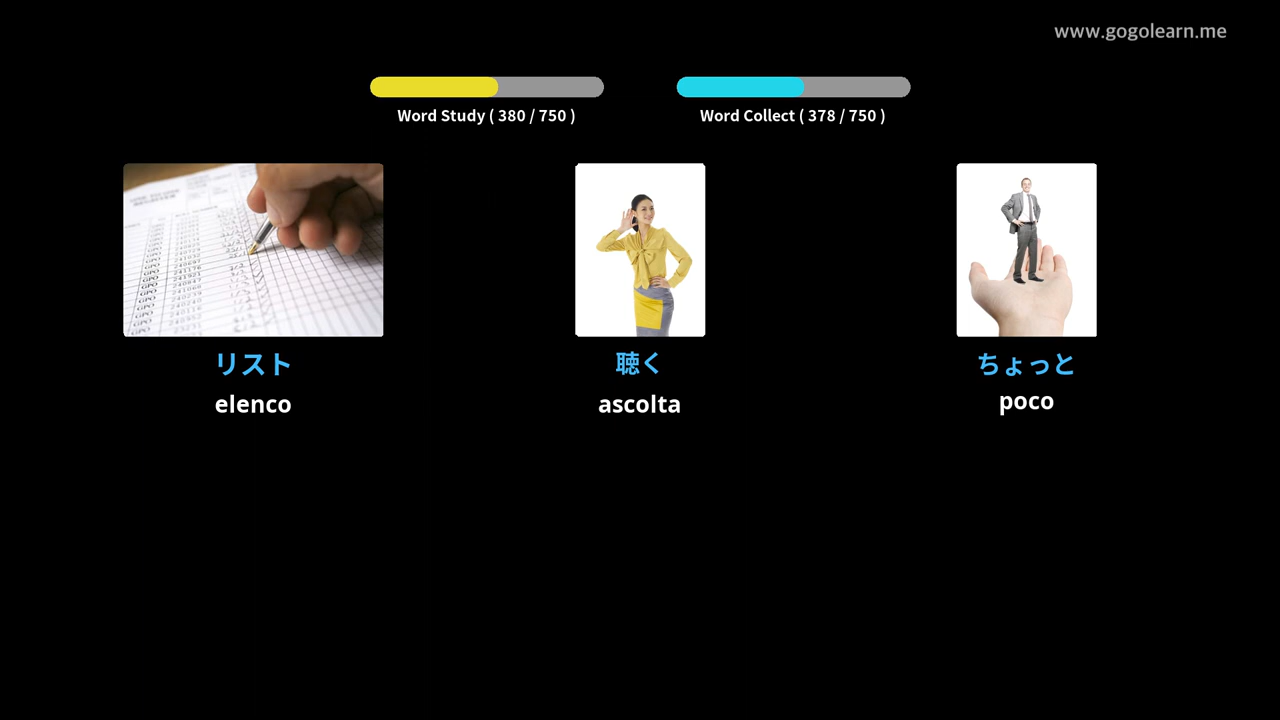 www.gogolearn.me
Word Study ( 380 / 750 )
Word Collect ( 378 / 750 )
リスト
聴く
ちょっと
elenco
ascolta
poco